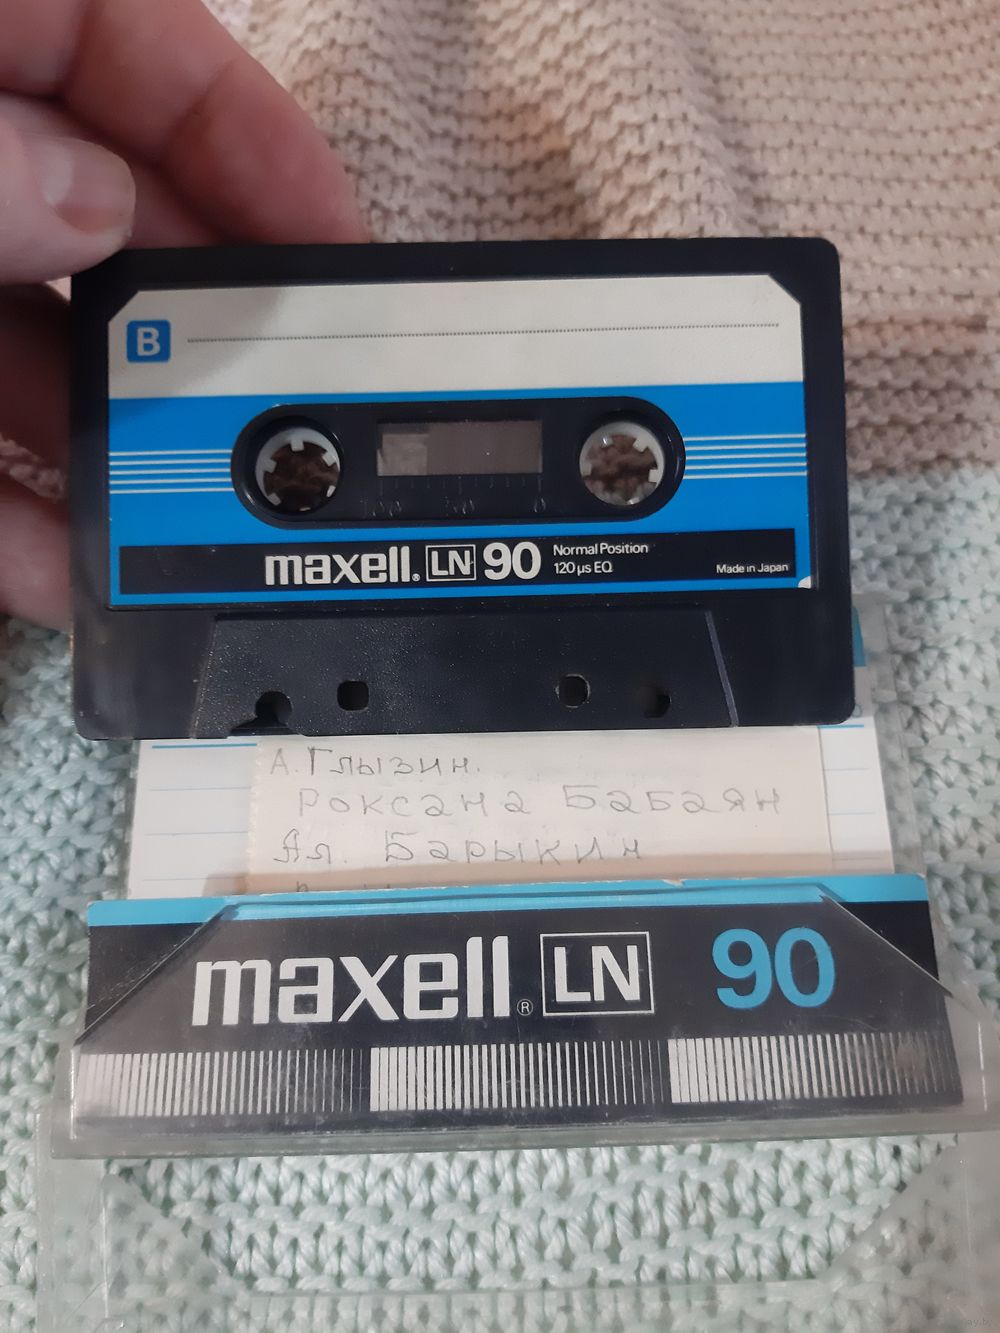 B
100 50 0
maxell® LN 90 Normal Position
120 µs EQ
Made in Japan
А. Глызин.
Роксана Бабаян
Ал. Барыкин
maxell® LN 90